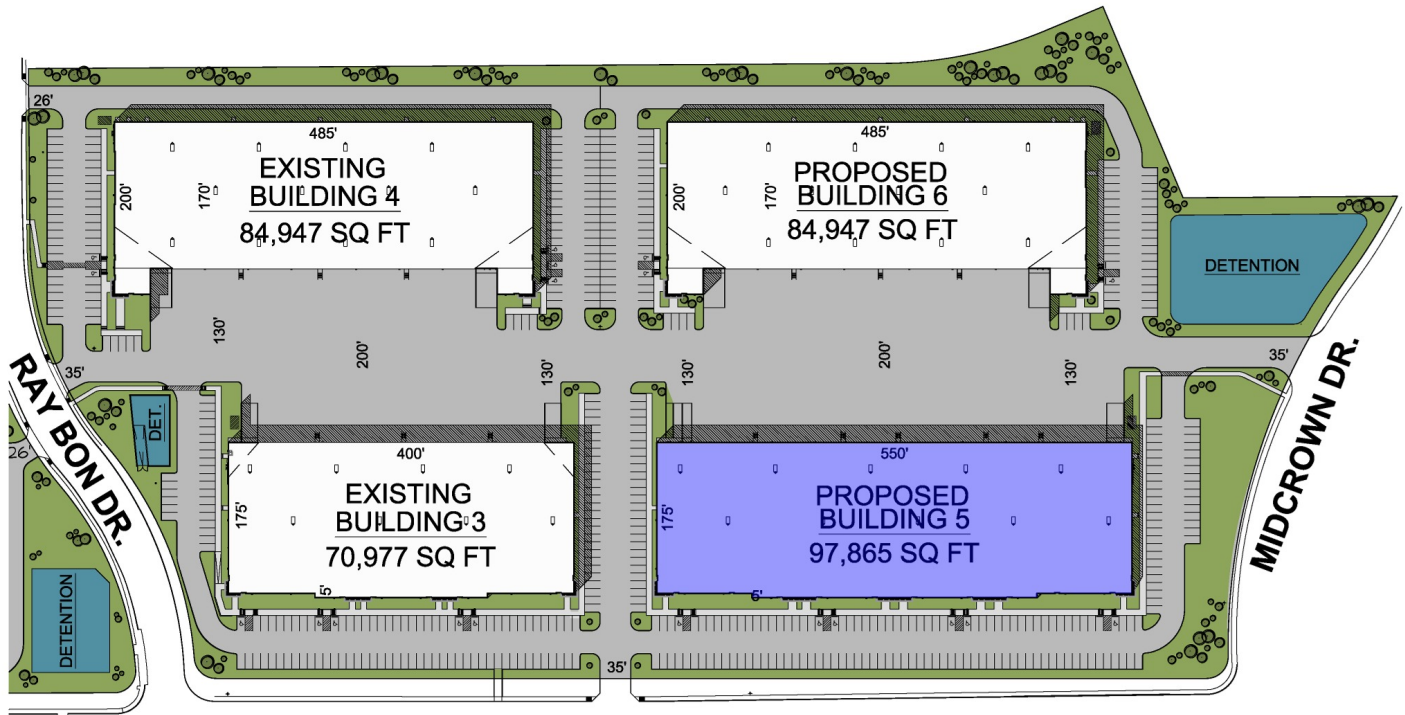 26'
485'
EXISTING
BUILDING 4
84,947 SQ FT
200'
170'
485'
PROPOSED
BUILDING 6
84,947 SQ FT
200'
170'
DETENTION
130'
200'
130'
130'
200'
130'
35'
35'
RAY BON DR.
MIDCROWN DR.
DET.
26'
DETENTION
400'
EXISTING
BUILDING 3
70,977 SQ FT
175'
5'
550'
PROPOSED
BUILDING 5
97,865 SQ FT
175'
5'
35'